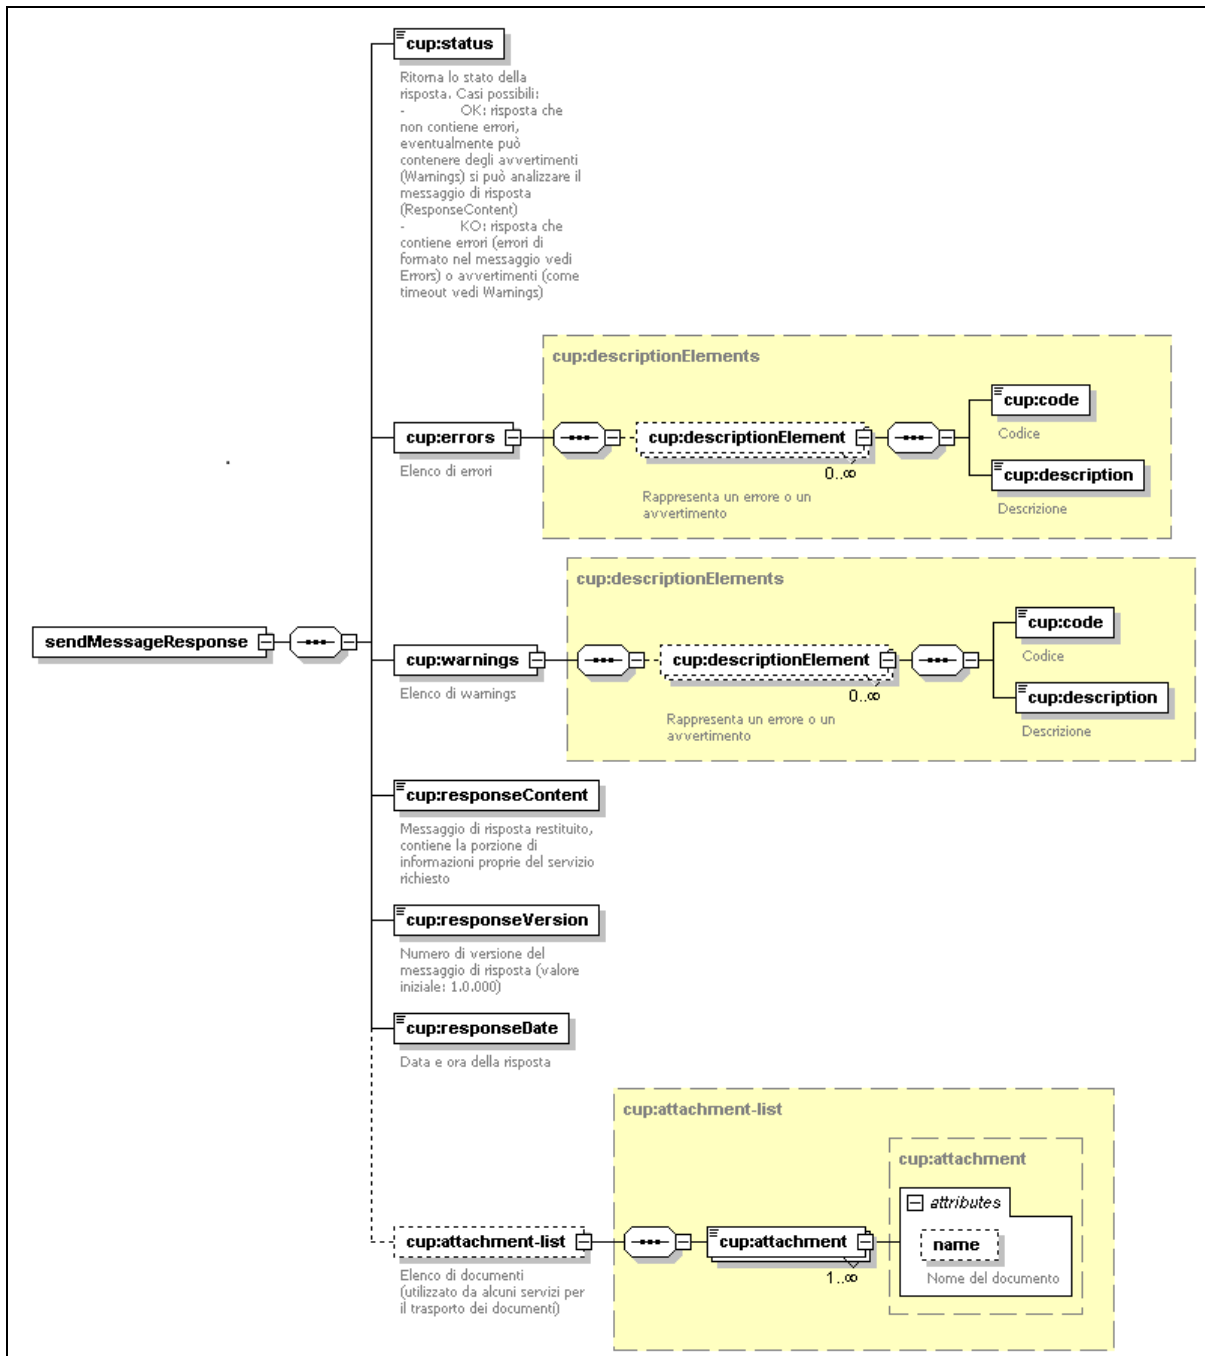 cup:status
Ritorna lo stato della
risposta. Casi possibili:
- OK: risposta che
non contiene errori,
eventualmente può
contenere degli avvertimenti
(Warnings) si può analizzare il
messaggio di risposta
(ResponseContent)
- KO: risposta che
contiene errori (errori di
formato nel messaggio vedi
Errors) o avvertimenti (come
timeout vedi Warnings)
cup:descriptionElements
cup:errors
Elenco di errori
cup:descriptionElement
0..∞
Rappresenta un errore o un
avvertimento
cup:code
Codice
cup:description
Descrizione
cup:descriptionElements
sendMessageResponse
cup:warnings
Elenco di warnings
cup:descriptionElement
0..∞
Rappresenta un errore o un
avvertimento
cup:code
Codice
cup:description
Descrizione
cup:responseContent
Messaggio di risposta restituito,
contiene la porzione di
informazioni proprie del servizio
richiesto
cup:responseVersion
Numero di versione del
messaggio di risposta (valore
iniziale: 1.0.000)
cup:responseDate
Data e ora della risposta
cup:attachment-list
cup:attachment-list
Elenco di documenti
(utilizzato da alcuni servizi per
il trasporto dei documenti)
cup:attachment
1..∞
cup:attachment
attributes
name
Nome del documento